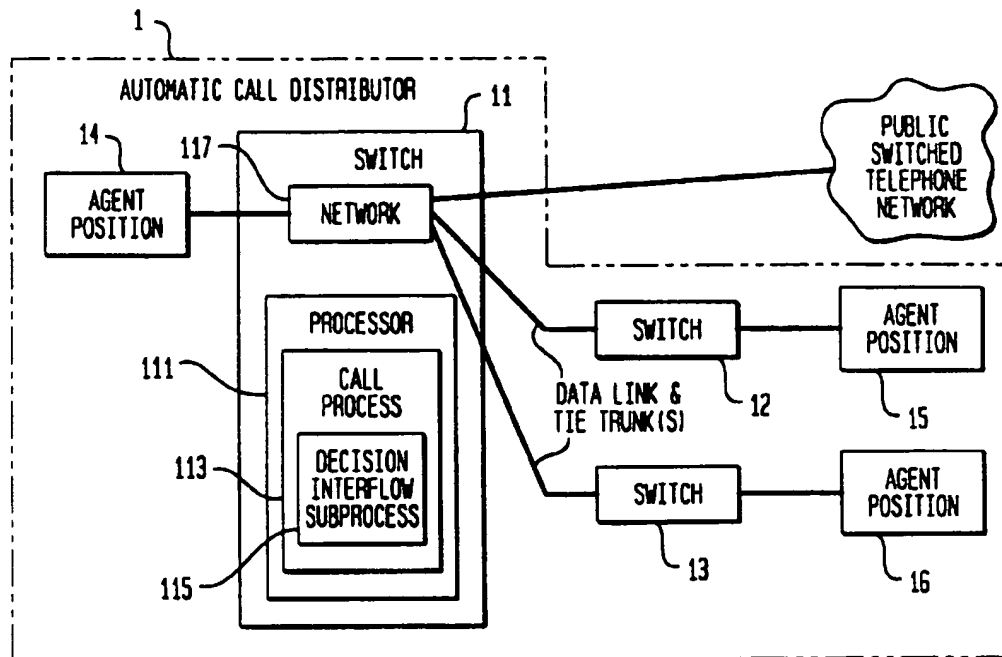 1
AUTOMATIC CALL DISTRIBUTOR
11
14
117
SWITCH
AGENT
POSITION
NETWORK
PUBLIC
SWITCHED
TELEPHONE
NETWORK
PROCESSOR
111
CALL
PROCESS
113
DECISION
INTERFLOW
SUBPROCESS
115
DATA LINK &
TIE TRUNK(S)
SWITCH
12
AGENT
POSITION
15
SWITCH
13
AGENT
POSITION
16